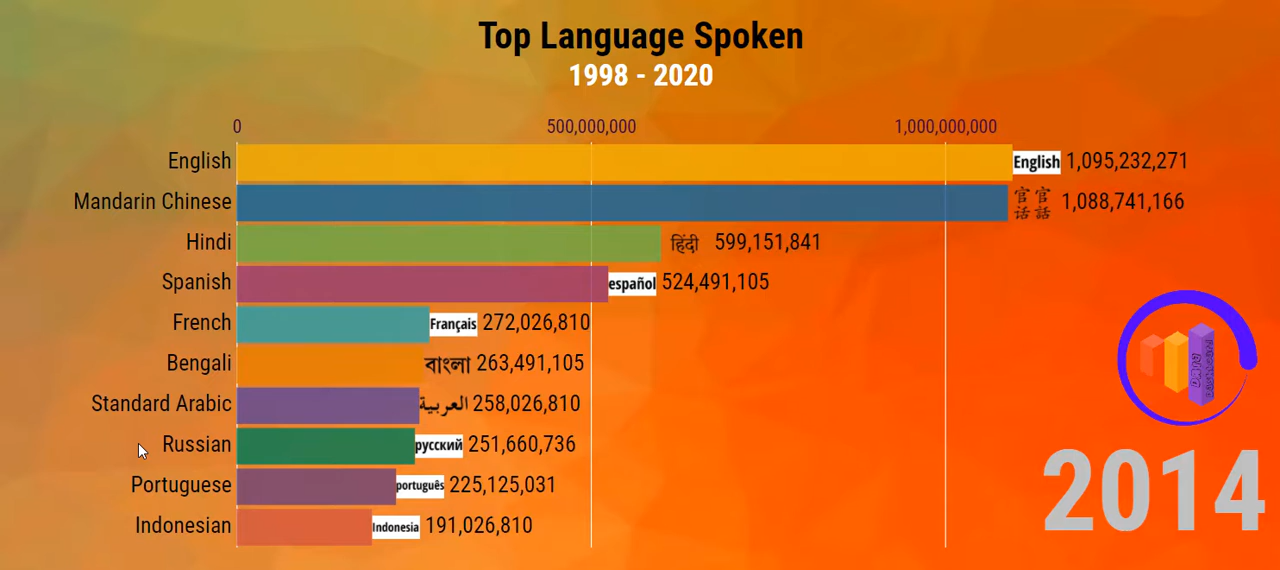 Top Language Spoken
1998 - 2020
0 500,000,000 1,000,000,000
English English 1,095,232,271
Mandarin Chinese 官话 官話 1,088,741,166
Hindi हिंदी 599,151,841
Spanish español 524,491,105
French Français 272,026,810
Bengali বাংলা 263,491,105
Standard Arabic العربية 258,026,810
Russian русский 251,660,736
Portuguese português 225,125,031
Indonesian Indonesia 191,026,810
2014